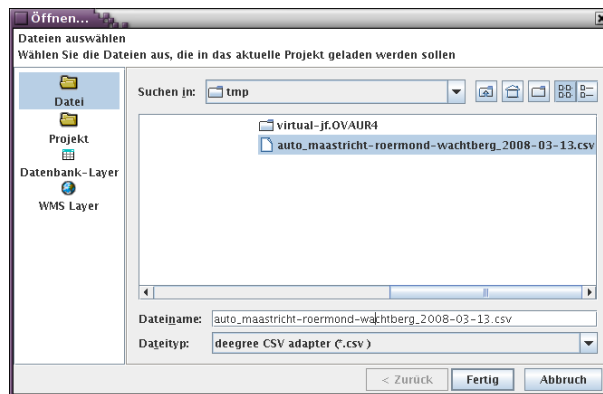 Öffnen...
Dateien auswählen
Wählen Sie die Dateien aus, die in das aktuelle Projekt geladen werden sollen
Datei
Projekt
Datenbank-Layer
WMS Layer
Suchen in: tmp
virtual-jf.OVAUR4
auto_maastricht-roermond-wachtberg_2008-03-13.csv
Dateiname: auto_maastricht-roermond-wachtberg_2008-03-13.csv
Dateityp: deegree CSV adapter (*.csv )
< Zurück Fertig Abbruch